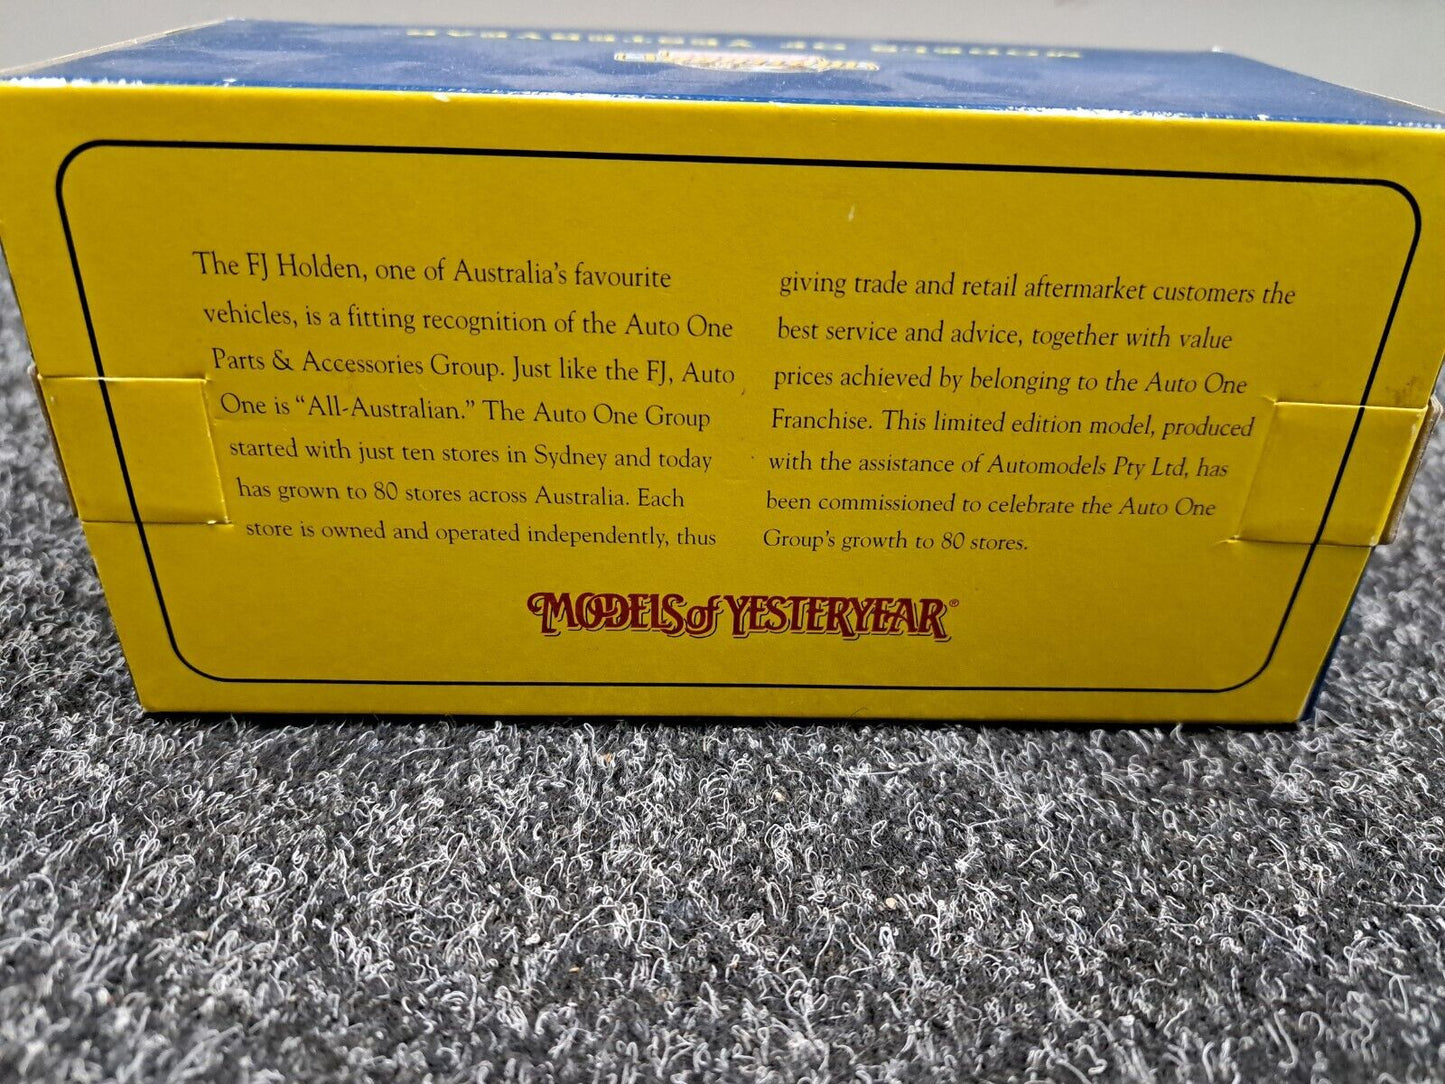 MODELS OF YESTERYEAR
The FJ Holden, one of Australia's favourite
vehicles, is a fitting recognition of the Auto One
Parts & Accessories Group. Just like the FJ, Auto
One is "All-Australian." The Auto One Group
started with just ten stores in Sydney and today
has grown to 80 stores across Australia. Each
store is owned and operated independently, thus
giving trade and retail aftermarket customers the
best service and advice, together with value
prices achieved by belonging to the Auto One
Franchise. This limited edition model, produced
with the assistance of Automodels Pty Ltd, has
been commissioned to celebrate the Auto One
Group's growth to 80 stores.
MODELS of YESTERYEAR®